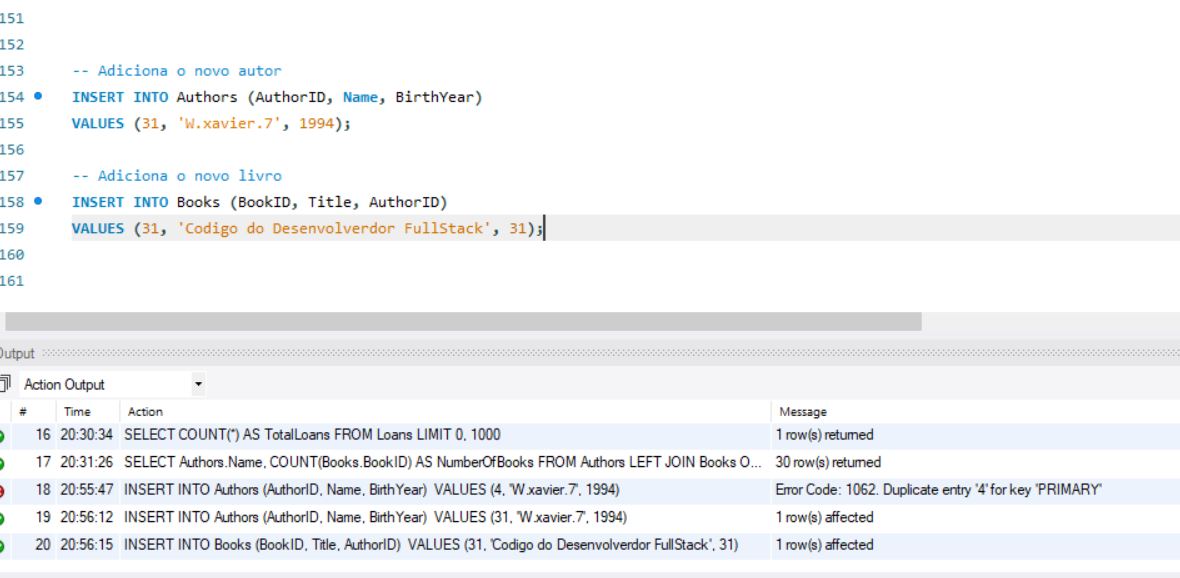 151
152
153 -- Adiciona o novo autor
154 INSERT INTO Authors (AuthorID, Name, BirthYear)
155 VALUES (31, 'W.xavier.7', 1994);
156
157 -- Adiciona o novo livro
158 INSERT INTO Books (BookID, Title, AuthorID)
159 VALUES (31, 'Codigo do Desenvolverdor FullStack', 31);
160
161
Output
Action Output
# Time Action Message
16 20:30:34 SELECT COUNT(*) AS TotalLoans FROM Loans LIMIT 0, 1000 1 row(s) returned
17 20:31:26 SELECT Authors.Name, COUNT(Books.BookID) AS NumberOfBooks FROM Authors LEFT JOIN Books O... 30 row(s) returned
18 20:55:47 INSERT INTO Authors (AuthorID, Name, BirthYear) VALUES (4, 'W.xavier.7', 1994) Error Code: 1062. Duplicate entry '4' for key 'PRIMARY'
19 20:56:12 INSERT INTO Authors (AuthorID, Name, BirthYear) VALUES (31, 'W.xavier.7', 1994) 1 row(s) affected
20 20:56:15 INSERT INTO Books (BookID, Title, AuthorID) VALUES (31, 'Codigo do Desenvolverdor FullStack', 31) 1 row(s) affected